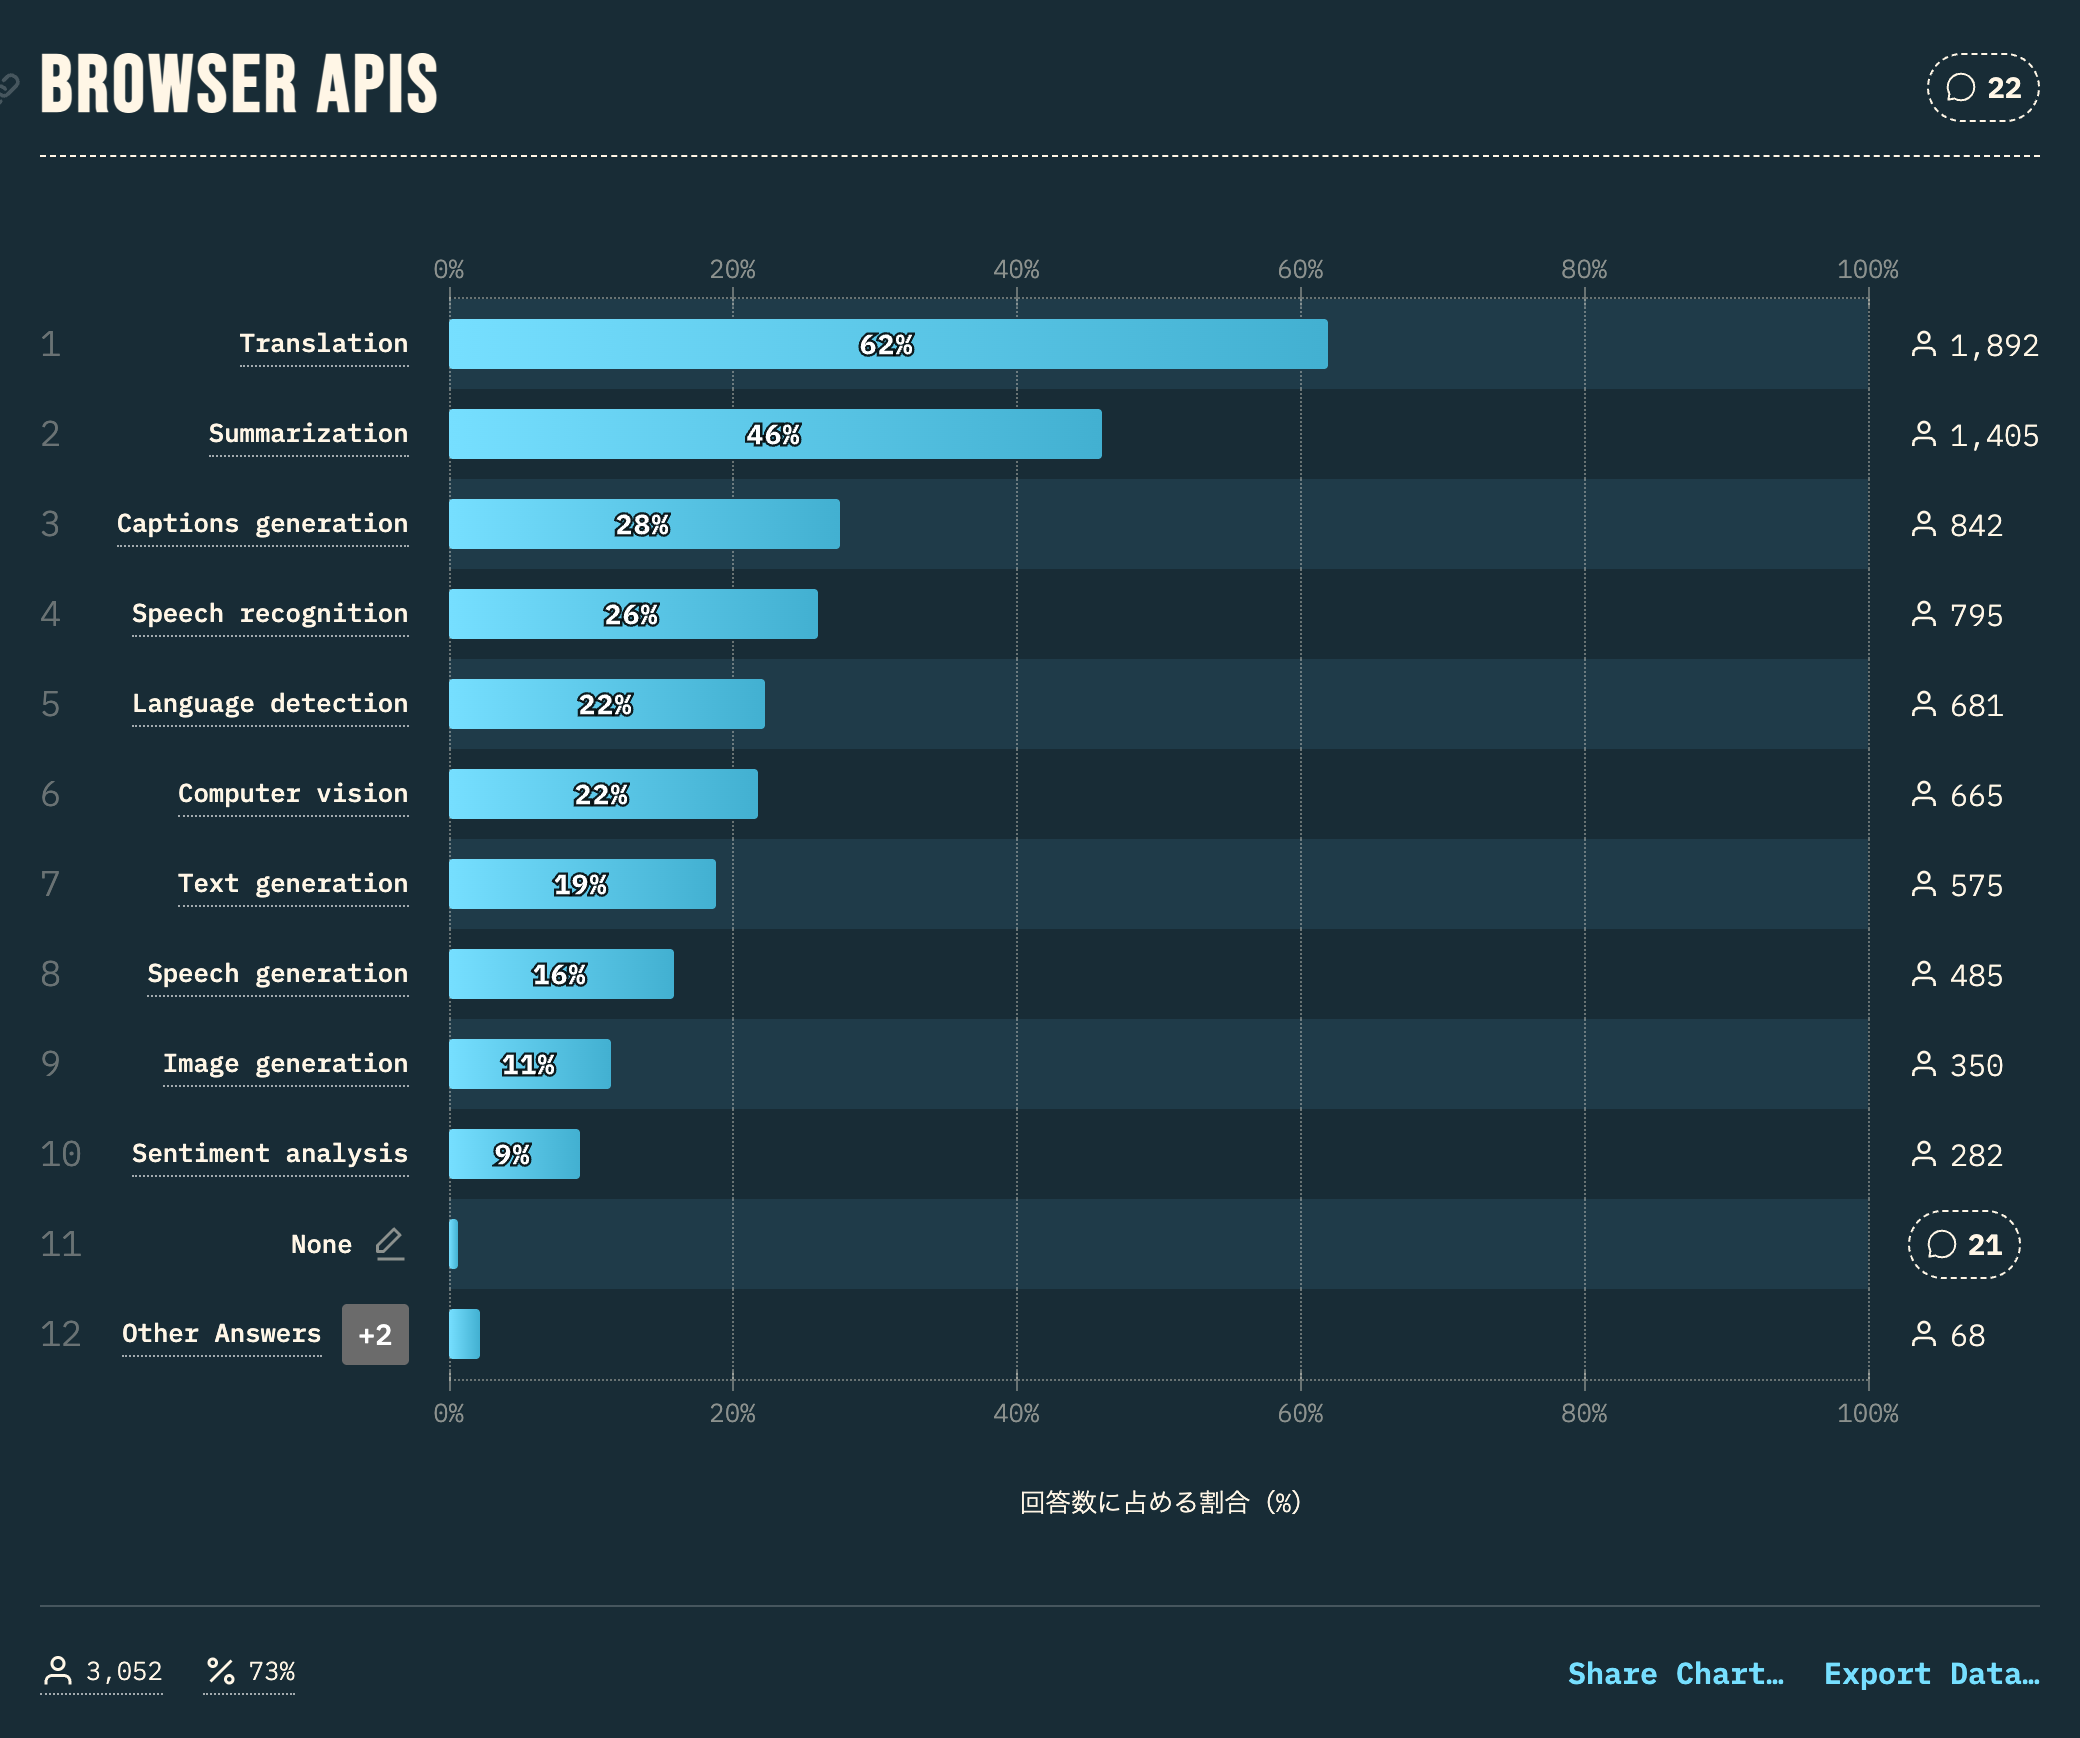 BROWSER APIS
22
0% 20% 40% 60% 80% 100%
1 Translation 62% 1,892
2 Summarization 46% 1,405
3 Captions generation 28% 842
4 Speech recognition 26% 795
5 Language detection 22% 681
6 Computer vision 22% 665
7 Text generation 19% 575
8 Speech generation 16% 485
9 Image generation 11% 350
10 Sentiment analysis 9% 282
11 None 21
12 Other Answers +2 68
0% 20% 40% 60% 80% 100%
回答数に占める割合 (%)
3,052 73% Share Chart… Export Data…